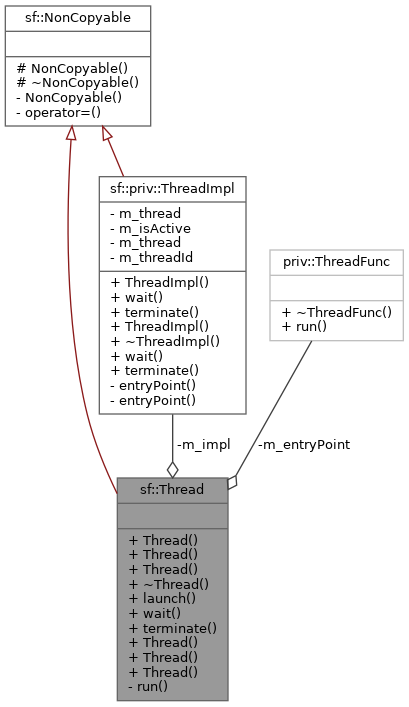 sf::NonCopyable
# NonCopyable()
# ~NonCopyable()
- NonCopyable()
- operator=()
sf::priv::ThreadImpl
- m_thread
- m_isActive
- m_thread
- m_threadId
+ ThreadImpl()
+ wait()
+ terminate()
+ ThreadImpl()
+ ~ThreadImpl()
+ wait()
+ terminate()
- entryPoint()
- entryPoint()
priv::ThreadFunc
+ ~ThreadFunc()
+ run()
-m_impl
-m_entryPoint
sf::Thread
+ Thread()
+ Thread()
+ Thread()
+ ~Thread()
+ launch()
+ wait()
+ terminate()
+ Thread()
+ Thread()
+ Thread()
- run()